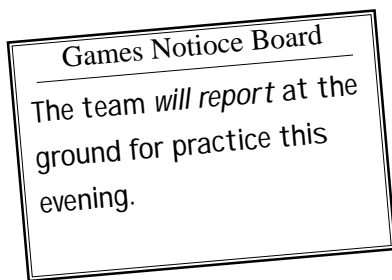 Games Notioce Board
The team will report at the
ground for practice this
evening.